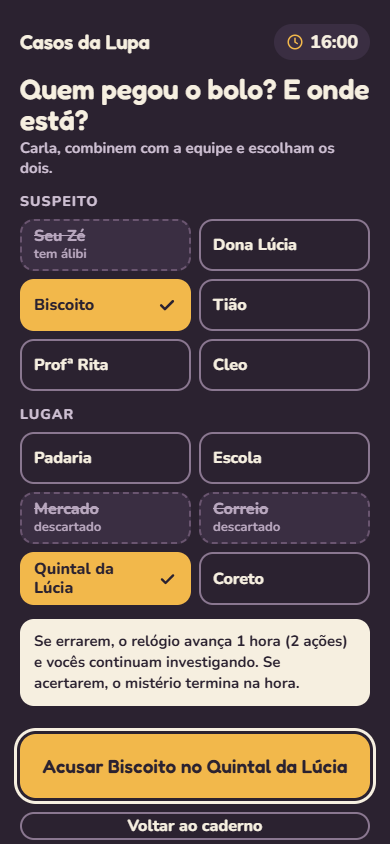 Casos da Lupa
16:00
Quem pegou o bolo? E onde
está?
Carla, combinem com a equipe e escolham os
dois.
SUSPEITO
Seu Zé
tem álibi
Dona Lúcia
Biscoito
Tião
Profª Rita
Cleo
LUGAR
Padaria
Escola
Mercado
descartado
Correio
descartado
Quintal da
Lúcia
Coreto
Se errarem, o relógio avança 1 hora (2 ações)
e vocês continuam investigando. Se
acertarem, o mistério termina na hora.
Acusar Biscoito no Quintal da Lúcia
Voltar ao caderno